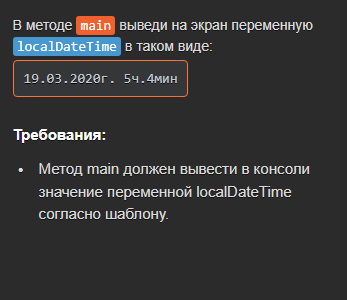 В методе main выведи на экран переменную
localDateTime в таком виде:
19.03.2020г. 5ч.4мин
Требования:
• Метод main должен вывести в консоли
значение переменной localDateTime
согласно шаблону.